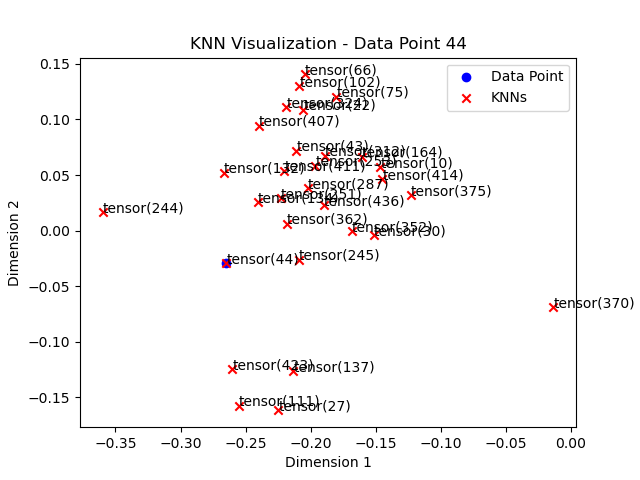 KNN Visualization - Data Point 44
Data Point
KNNs
tensor(66)
tensor(102)
tensor(75)
tensor(22)
tensor(407)
tensor(43)
tensor(312)
tensor(164)
tensor(10)
tensor(411)
tensor(414)
tensor(287)
tensor(375)
tensor(436)
tensor(244)
tensor(362)
tensor(352)
tensor(30)
tensor(245)
tensor(44)
tensor(370)
tensor(137)
tensor(111)
tensor(27)
0.15
0.10
0.05
0.00
−0.05
−0.10
−0.15
Dimension 2
−0.35
−0.30
−0.25
−0.20
−0.15
−0.10
−0.05
0.00
Dimension 1